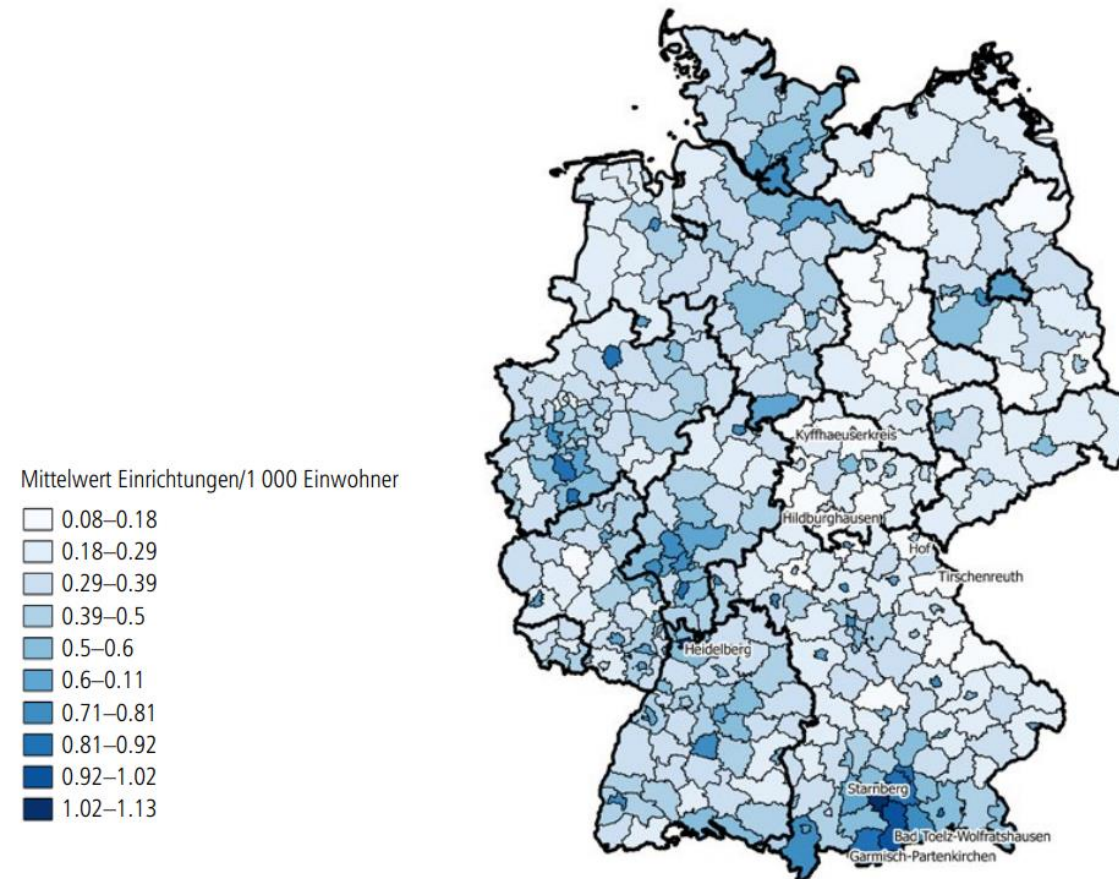 Mittelwert Einrichtungen/1 000 Einwohner
0.08–0.18
0.18–0.29
0.29–0.39
0.39–0.5
0.5–0.6
0.6–0.11
0.71–0.81
0.81–0.92
0.92–1.02
1.02–1.13
Kyffhaeuserkreis
Hildburghausen
Hof
Tirschenreuth
Heidelberg
Starnberg
Bad Toelz-Wolfratshausen
Garmisch-Partenkirchen